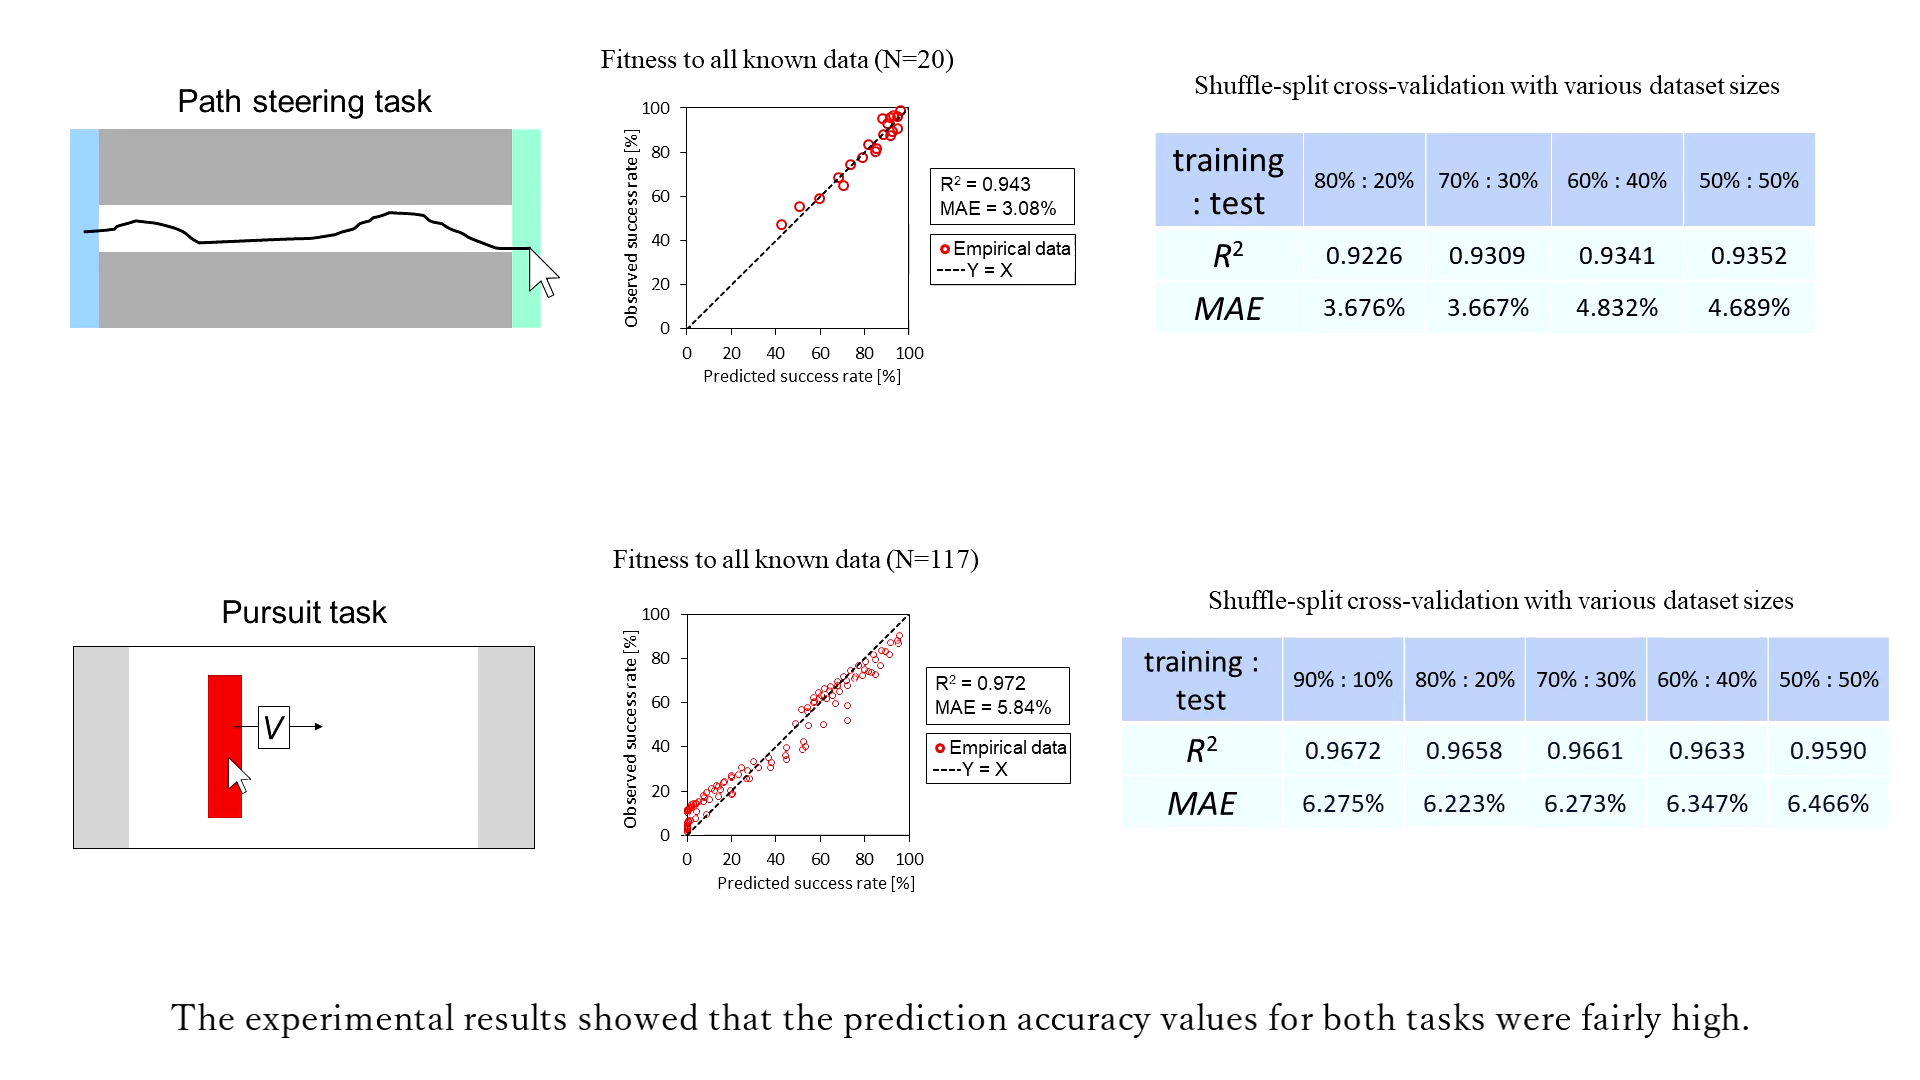 Path steering task
Fitness to all known data (N=20)
100
80
60
40
20
0
Observed success rate [%]
0 20 40 60 80 100
Predicted success rate [%]
R² = 0.943
MAE = 3.08%
Empirical data
Y = X
Shuffle-split cross-validation with various dataset sizes
training : test 80% : 20% 70% : 30% 60% : 40% 50% : 50%
R² 0.9226 0.9309 0.9341 0.9352
MAE 3.676% 3.667% 4.832% 4.689%
Pursuit task
V
Fitness to all known data (N=117)
100
80
60
40
20
0
Observed success rate [%]
0 20 40 60 80 100
Predicted success rate [%]
R² = 0.972
MAE = 5.84%
Empirical data
Y = X
Shuffle-split cross-validation with various dataset sizes
training : test 90% : 10% 80% : 20% 70% : 30% 60% : 40% 50% : 50%
R² 0.9672 0.9658 0.9661 0.9633 0.9590
MAE 6.275% 6.223% 6.273% 6.347% 6.466%
The experimental results showed that the prediction accuracy values for both tasks were fairly high.